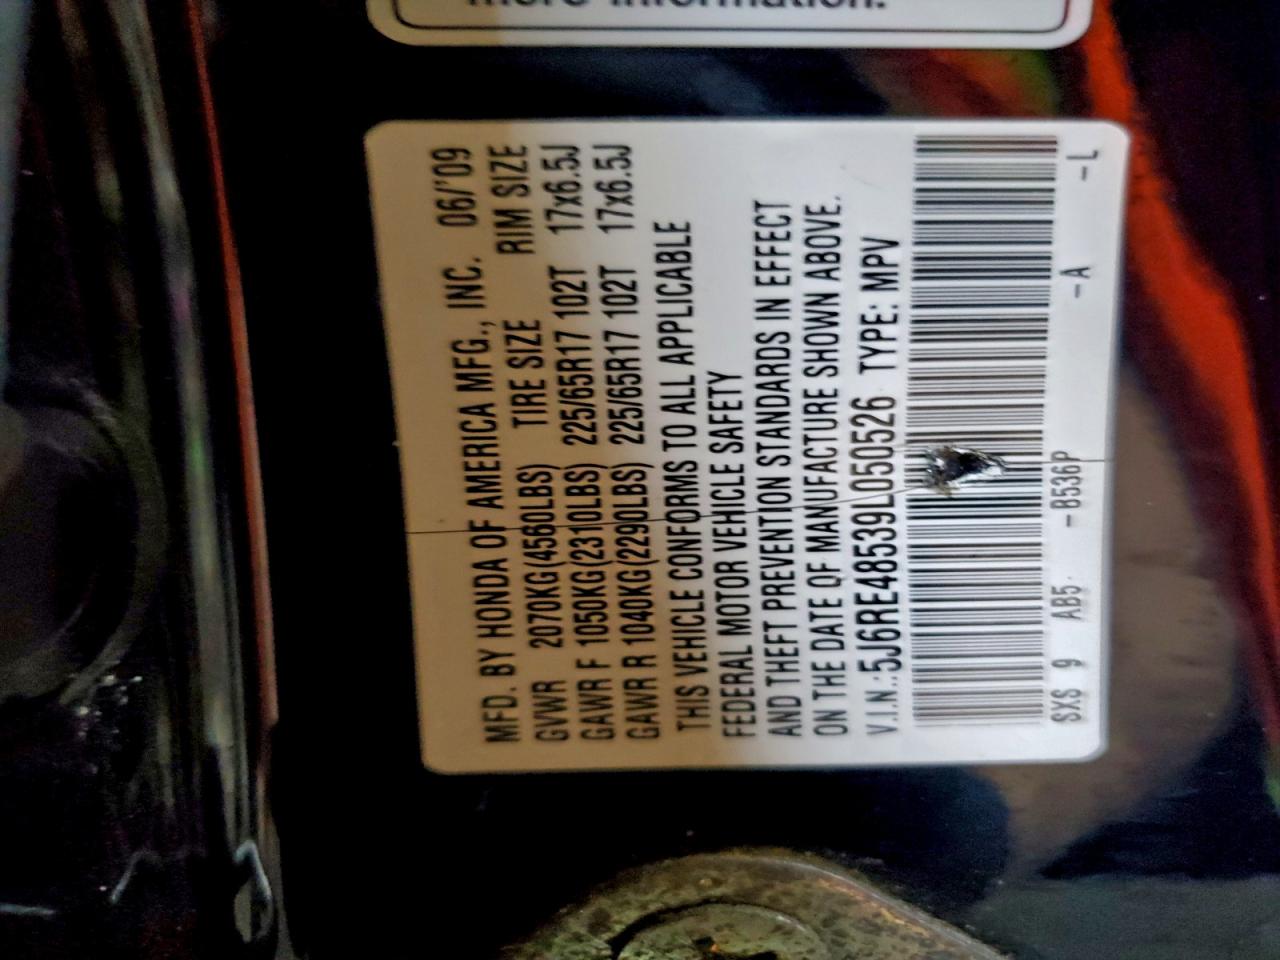 more information.
MFD. BY HONDA OF AMERICA MFG., INC. 06/'09
GVWR 2070KG(4560LBS) TIRE SIZE RIM SIZE
GAWR F 1050KG(2310LBS) 225/65R17 102T 17x6.5J
GAWR R 1040KG(2290LBS) 225/65R17 102T 17x6.5J
THIS VEHICLE CONFORMS TO ALL APPLICABLE
FEDERAL MOTOR VEHICLE SAFETY
AND THEFT PREVENTION STANDARDS IN EFFECT
ON THE DATE OF MANUFACTURE SHOWN ABOVE.
V.I.N.:5J6RE48539L050526 TYPE: MPV
SXS 9 AB5 -B536P -A -L